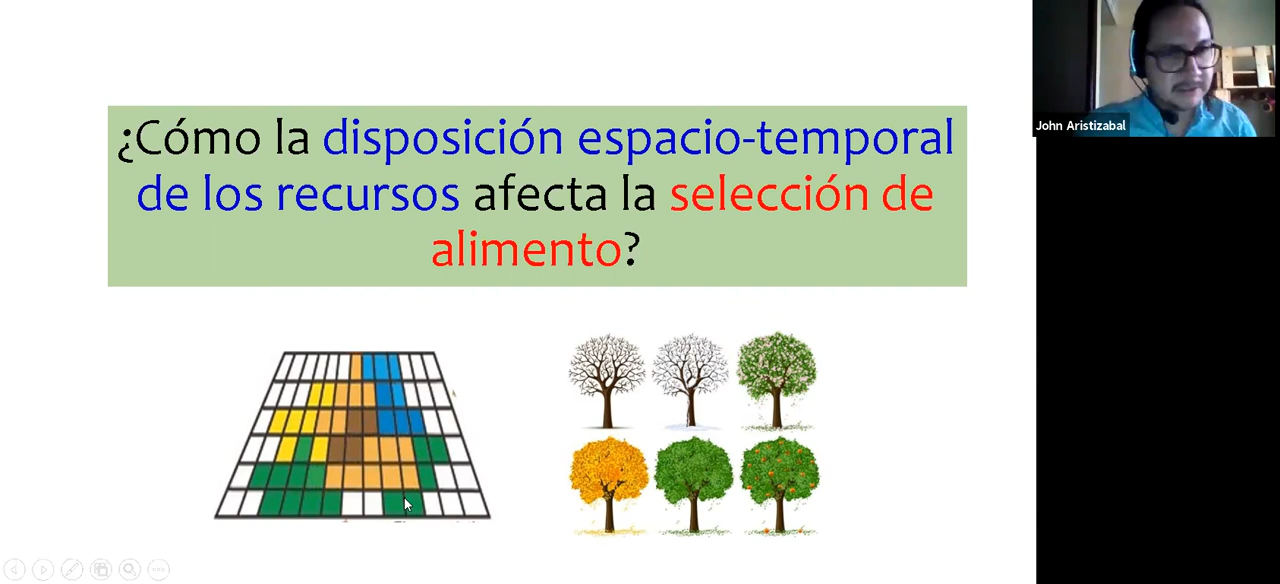 ¿Cómo la disposición espacio-temporal
de los recursos afecta la selección de
alimento?
John Aristizabal